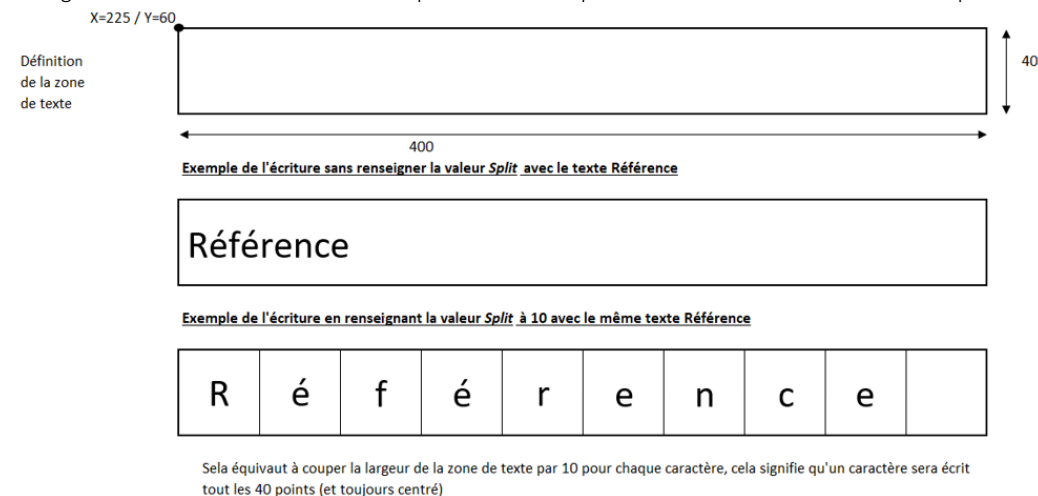 X=225 / Y=60
Définition
de la zone
de texte
40
400
Exemple de l'écriture sans renseigner la valeur Split avec le texte Référence
Référence
Exemple de l'écriture en renseignant la valeur Split à 10 avec le même texte Référence
R é f é r e n c e
Sela équivaut à couper la largeur de la zone de texte par 10 pour chaque caractère, cela signifie qu'un caractère sera écrit
tout les 40 points (et toujours centré)